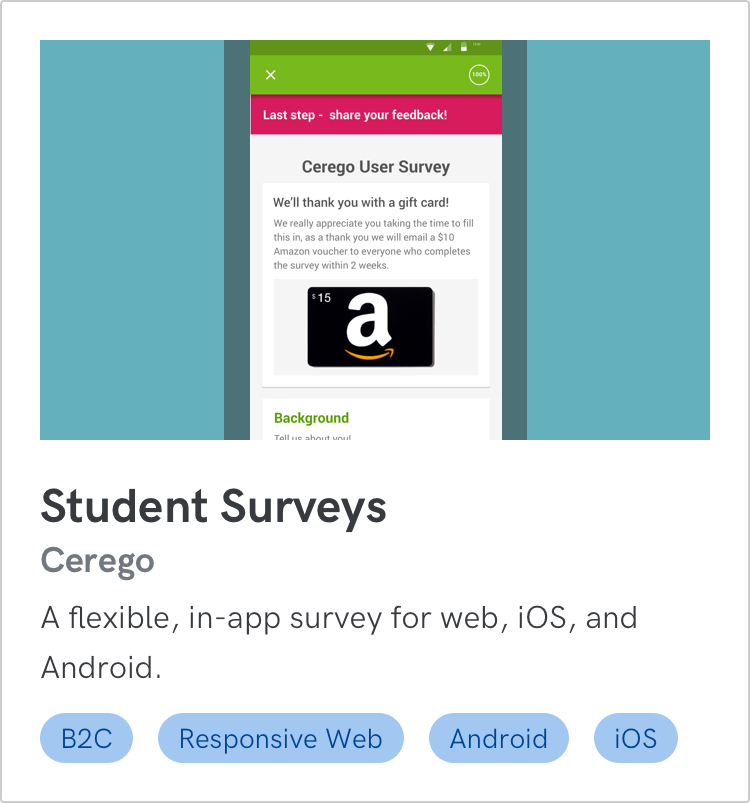 100%
Last step - share your feedback!
Cerego User Survey
We'll thank you with a gift card!
We really appreciate you taking the time to fill
this in, as a thank you we will email a $10
Amazon voucher to everyone who completes
the survey within 2 weeks.
$15
a
Background
Tell us about you!
Student Surveys
Cerego
A flexible, in-app survey for web, iOS, and
Android.
B2C
Responsive Web
Android
iOS